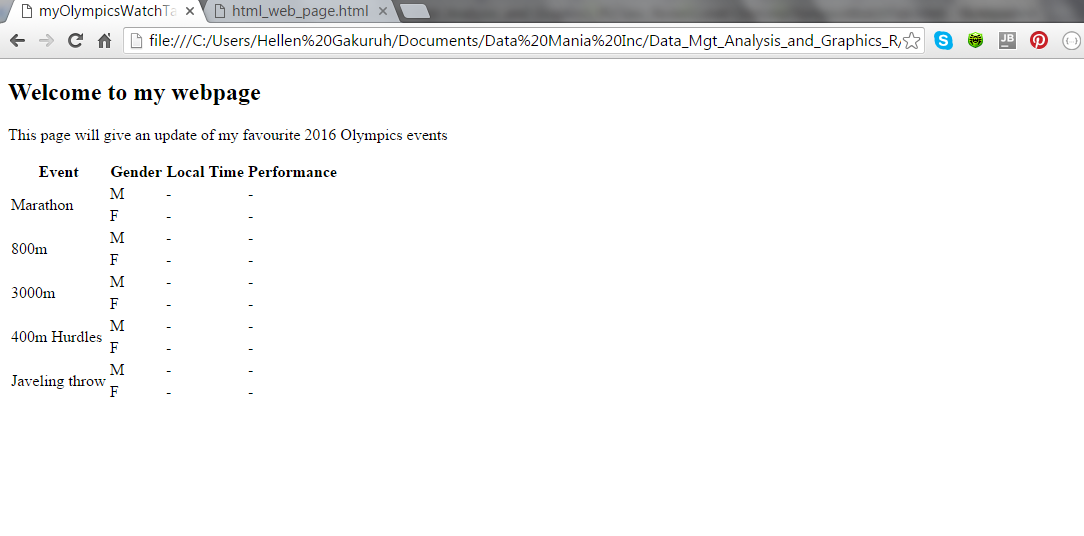 myOlympicsWatchTa
html_web_page.html
file:///C:/Users/Hellen%20Gakuruh/Documents/Data%20Mania%20Inc/Data_Mgt_Analysis_and_Graphics_R/
JB
Welcome to my webpage
This page will give an update of my favourite 2016 Olympics events
Event Gender Local Time Performance
Marathon M - -
F - -
800m M - -
F - -
3000m M - -
F - -
400m Hurdles M - -
F - -
Javeling throw M - -
F - -